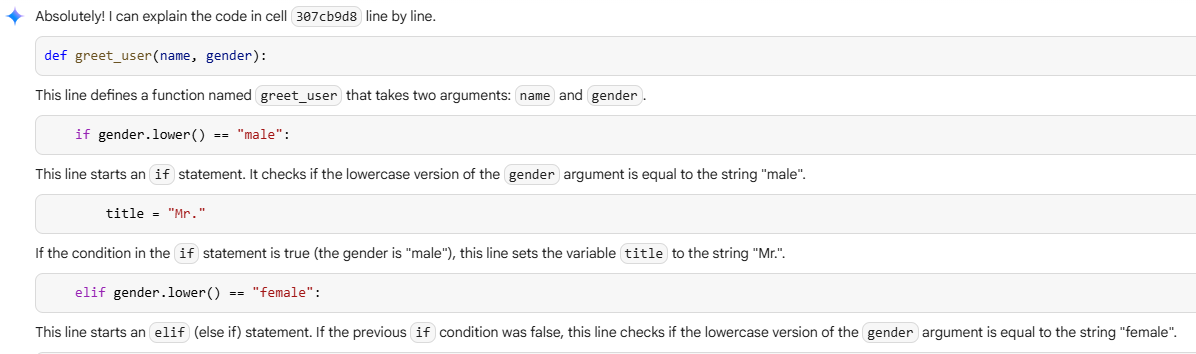 Absolutely! I can explain the code in cell 307cb9d8 line by line.
def greet_user(name, gender):
This line defines a function named greet_user that takes two arguments: name and gender.
if gender.lower() == "male":
This line starts an if statement. It checks if the lowercase version of the gender argument is equal to the string "male".
title = "Mr."
If the condition in the if statement is true (the gender is "male"), this line sets the variable title to the string "Mr.".
elif gender.lower() == "female":
This line starts an elif (else if) statement. If the previous if condition was false, this line checks if the lowercase version of the gender argument is equal to the string "female".